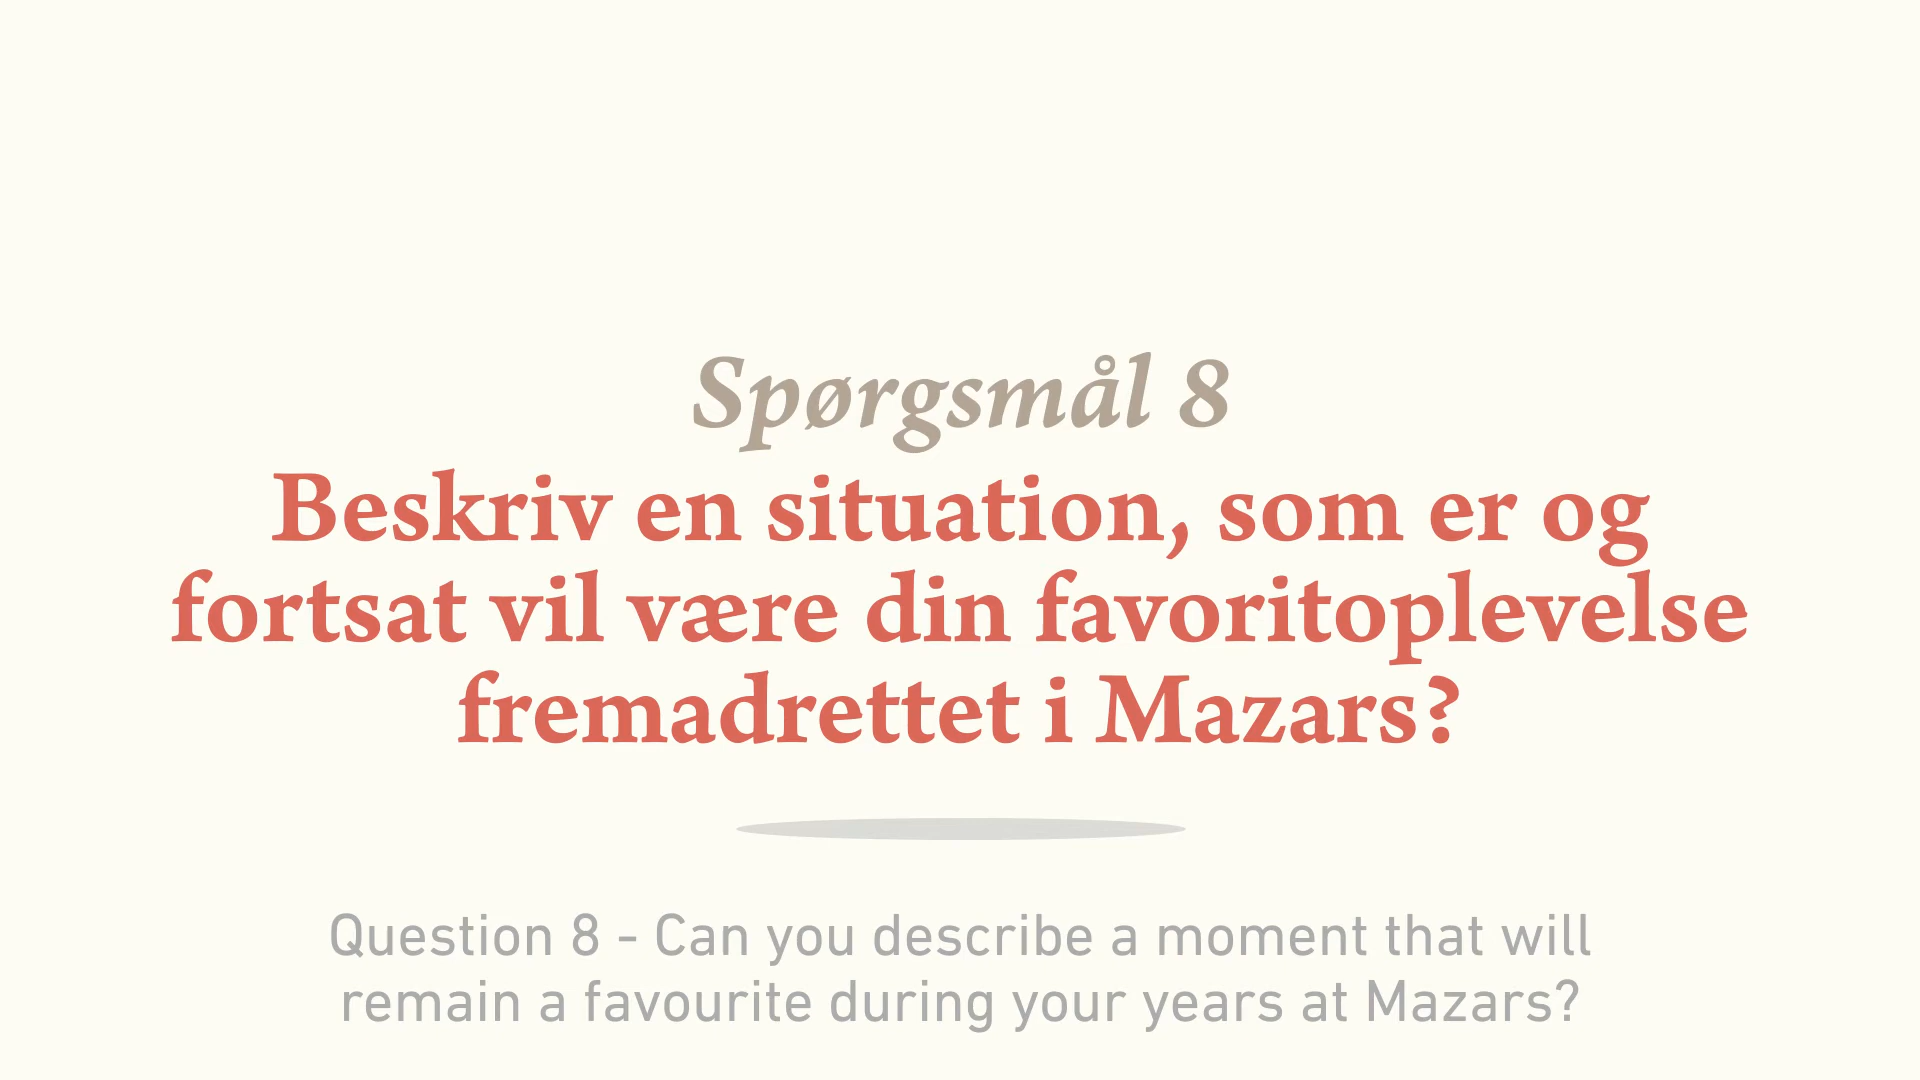 Spørgsmål 8
Beskriv en situation, som er og
fortsat vil være din favoritoplevelse
fremadrettet i Mazars?
Question 8 - Can you describe a moment that will
remain a favourite during your years at Mazars?